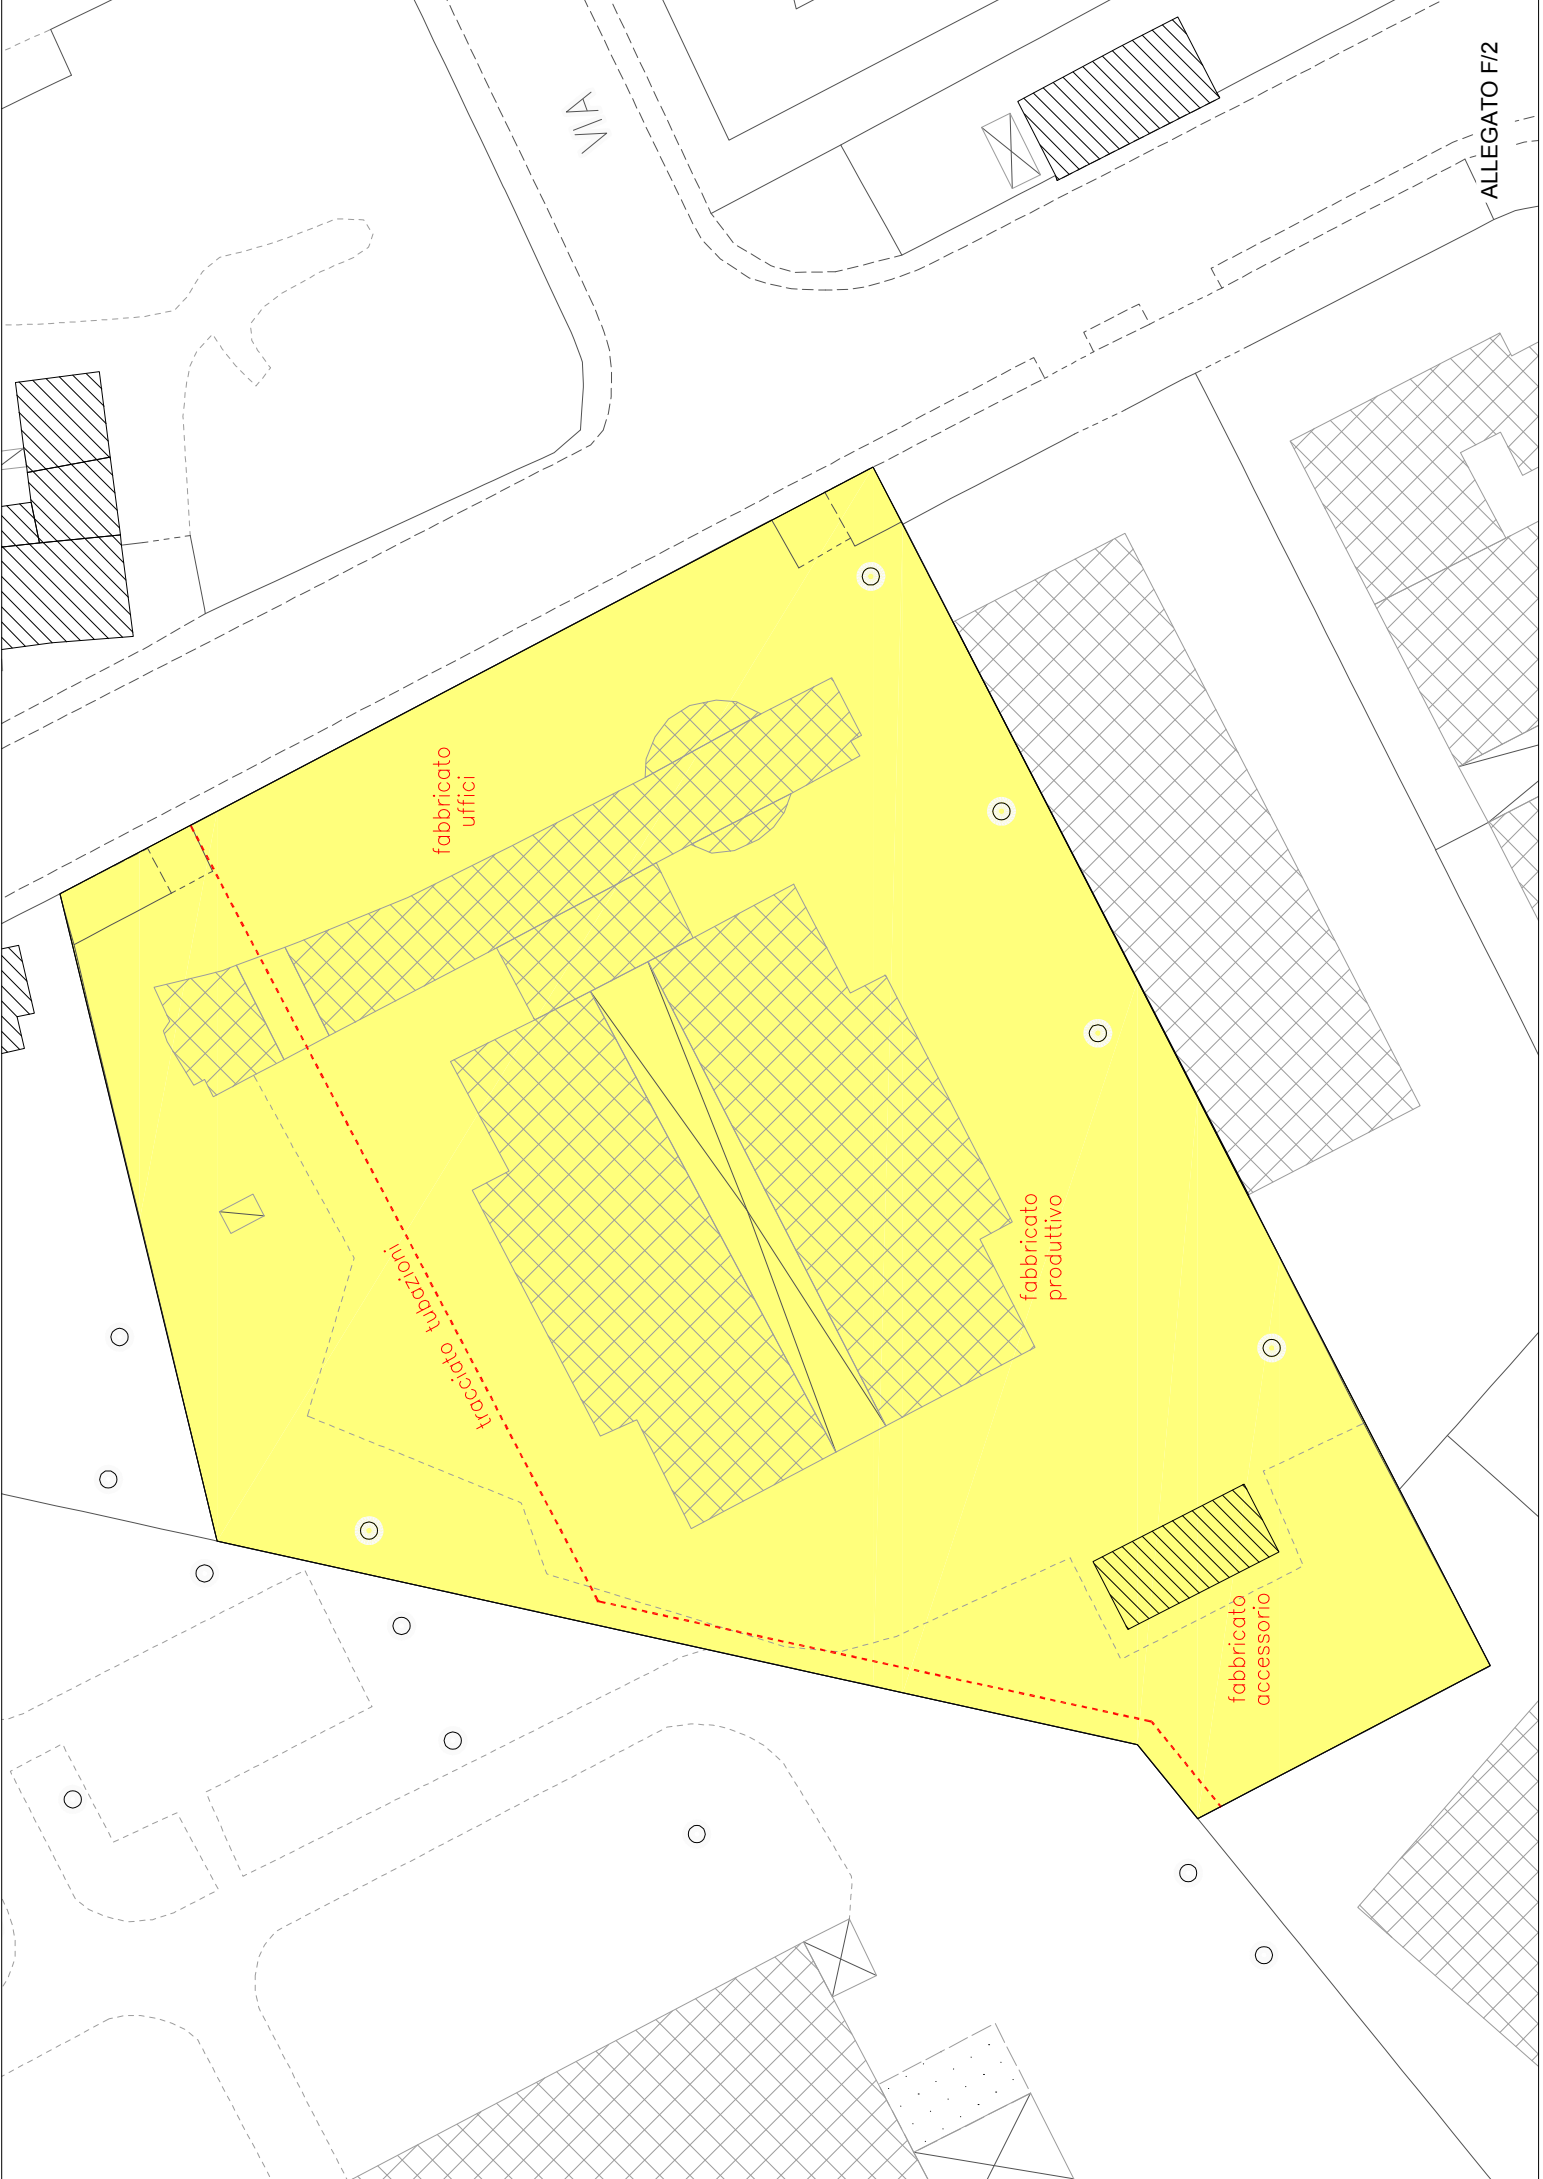 ALLEGATO F/2
VIA
fabbricato
uffici
tracciato tubazioni
fabbricato
produttivo
fabbricato
accessorio